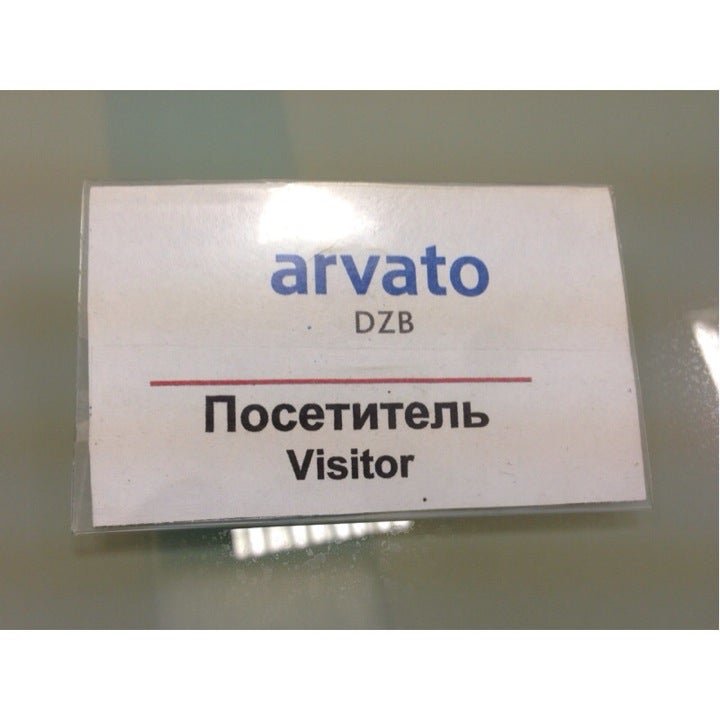 arvato
DZB
Посетитель
Visitor